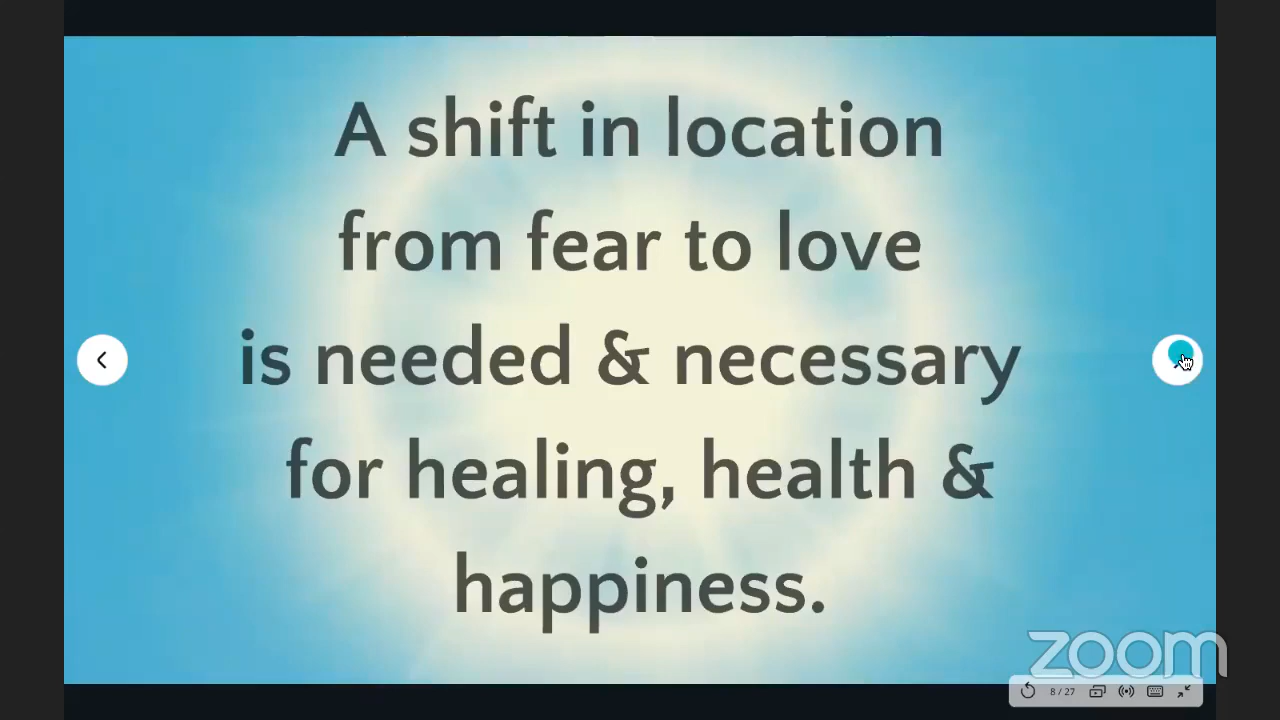 A shift in location
from fear to love
is needed & necessary
for healing, health &
happiness.
zoom
8 / 27